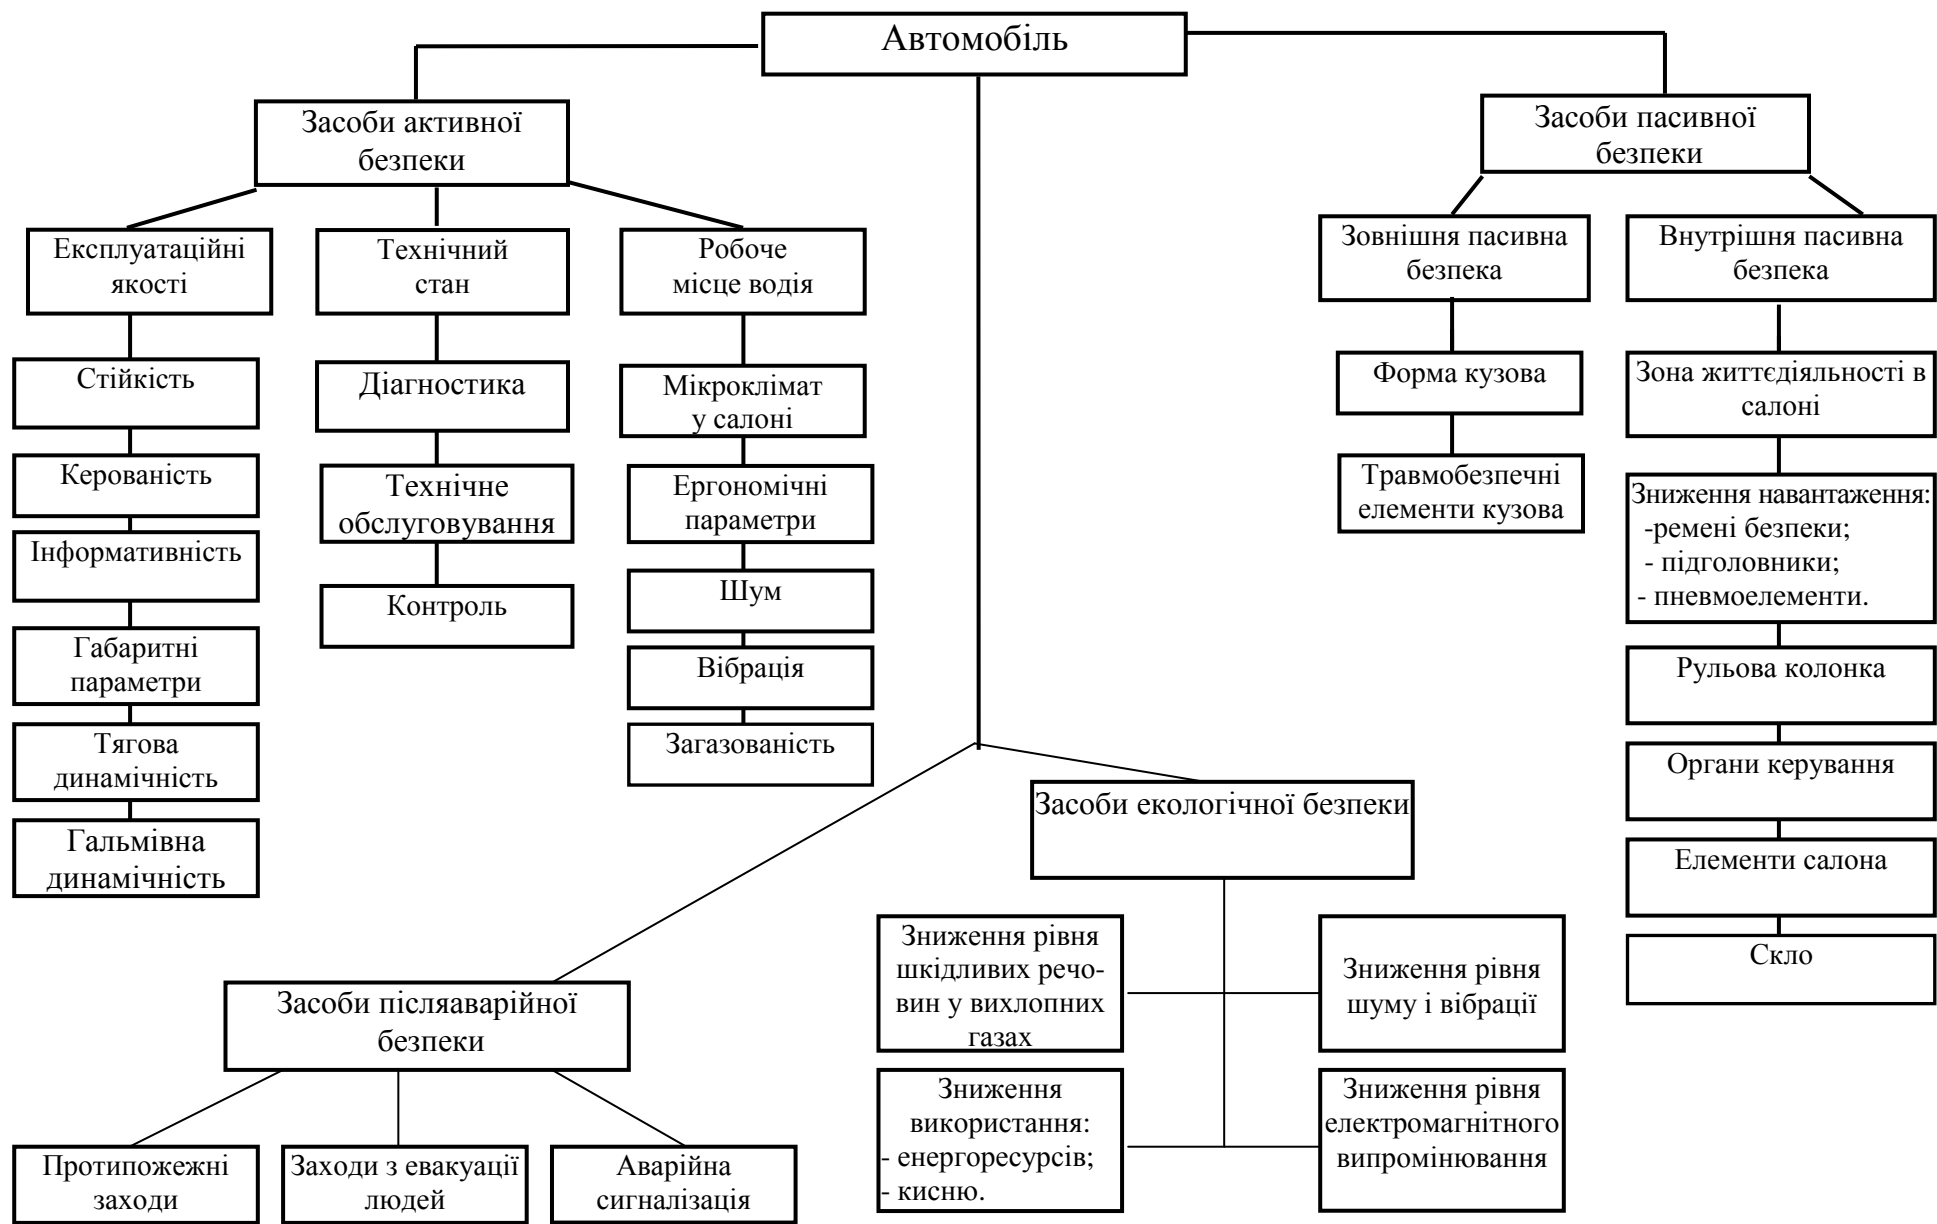 Автомобіль
Засоби активної
безпеки
Засоби пасивної
безпеки
Експлуатаційні
якості
Технічний
стан
Робоче
місце водія
Зовнішня пасивна
безпека
Внутрішня пасивна
безпека
Стійкість
Керованість
Інформативність
Габаритні
параметри
Тягова
динамічність
Гальмівна
динамічність
Діагностика
Технічне
обслуговування
Контроль
Мікроклімат
у салоні
Ергономічні
параметри
Шум
Вібрація
Загазованість
Форма кузова
Травмобезпечні
елементи кузова
Зона життєдіяльності в
салоні
Зниження навантаження:
-ремені безпеки;
- підголовники;
- пневмоелементи.
Рульова колонка
Органи керування
Елементи салона
Скло
Засоби екологічної безпеки
Зниження рівня
шкідливих речо-
вин у вихлопних
газах
Зниження рівня
шуму і вібрації
Зниження
використання:
- енергоресурсів;
- кисню.
Зниження рівня
електромагнітного
випромінювання
Засоби післяаварійної
безпеки
Протипожежні
заходи
Заходи з евакуації
людей
Аварійна
сигналізація